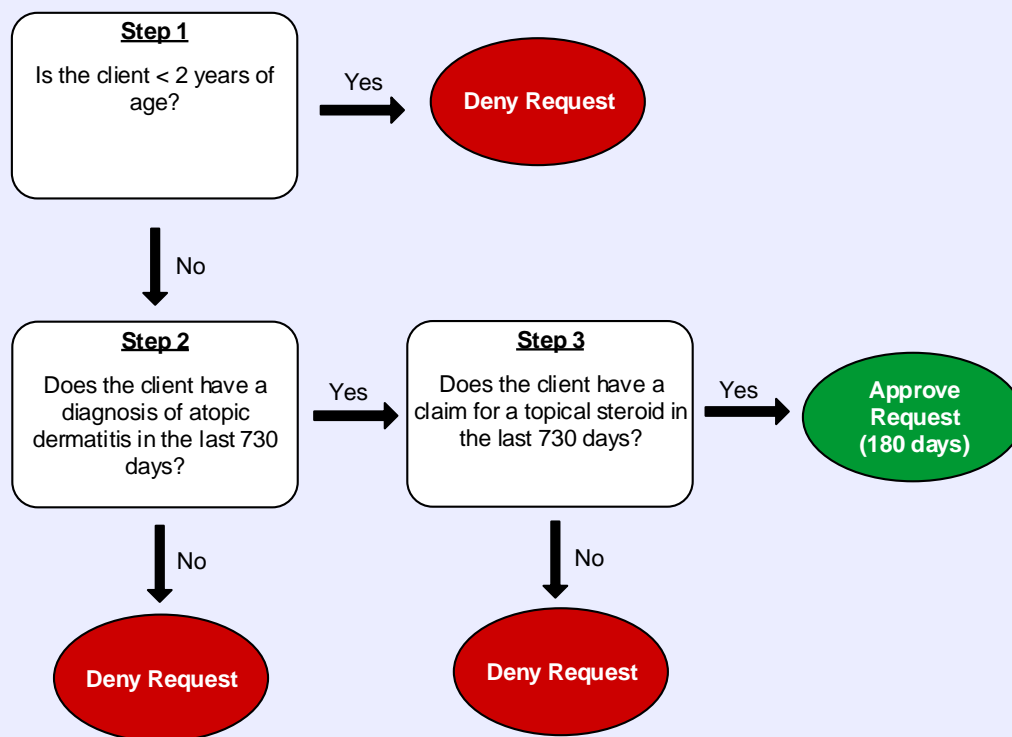 Step 1
Is the client < 2 years of
age?
Yes
Deny Request
No
Step 2
Does the client have a
diagnosis of atopic
dermatitis in the last 730
days?
Yes
Step 3
Does the client have a
claim for a topical steroid in
the last 730 days?
Yes
Approve
Request
(180 days)
No
Deny Request
No
Deny Request